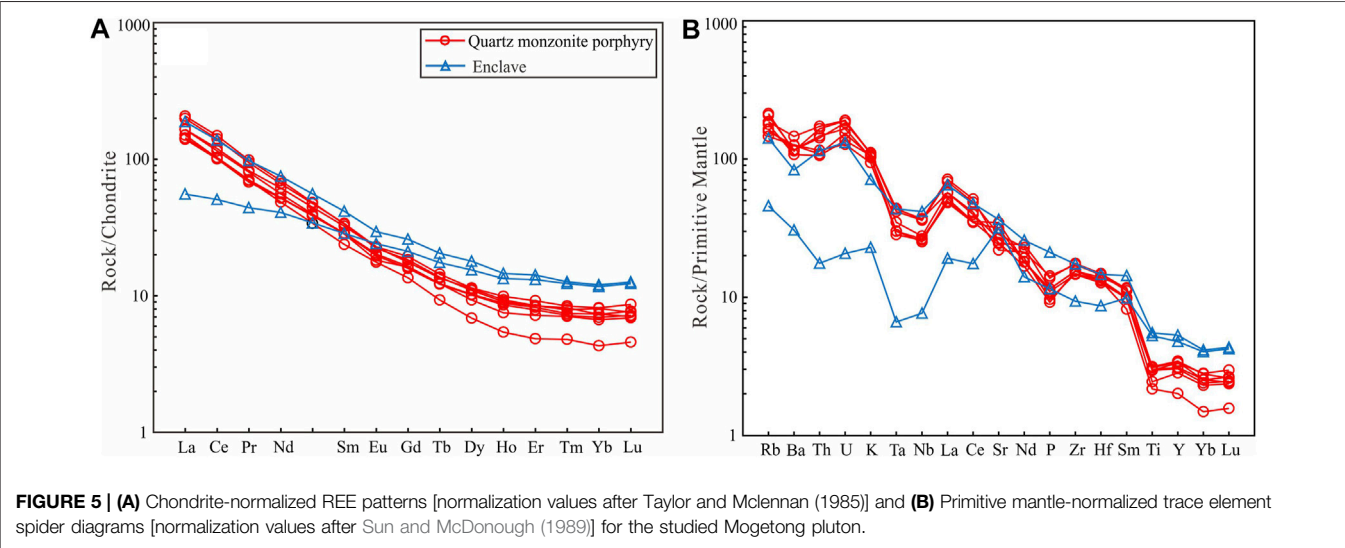 A
1000
100
10
1
Rock/Chondrite
Quartz monzonite porphyry
Enclave
La Ce Pr Nd Sm Eu Gd Tb Dy Ho Er Tm Yb Lu
B
1000
100
10
1
Rock/Primitive Mantle
Rb Ba Th U K Ta Nb La Ce Sr Nd P Zr Hf Sm Ti Y Yb Lu
FIGURE 5 | (A) Chondrite-normalized REE patterns [normalization values after Taylor and Mclennan (1985)] and (B) Primitive mantle-normalized trace element
spider diagrams [normalization values after Sun and McDonough (1989)] for the studied Mogetong pluton.